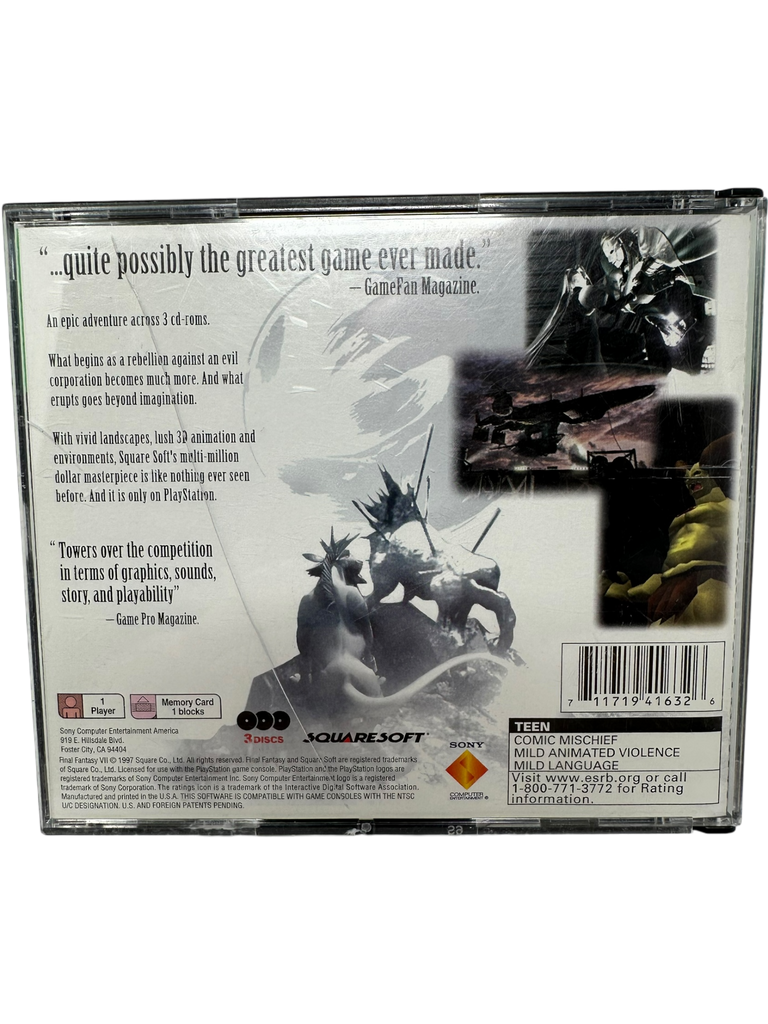 “...quite possibly the greatest game ever made.”
– GameFan Magazine.
An epic adventure across 3 cd-roms.
What begins as a rebellion against an evil
corporation becomes much more. And what
erupts goes beyond imagination.
With vivid landscapes, lush 3D animation and
environments, Square Soft's multi-million
dollar masterpiece is like nothing ever seen
before. And it is only on PlayStation.
“Towers over the competition
in terms of graphics, sounds,
story, and playability”
– Game Pro Magazine.
7 11719 41632 6
1
Player
Memory Card
1 blocks
3 DISCS
SQUARESOFT
SONY
COMPUTER
ENTERTAINMENT®
Sony Computer Entertainment America
919 E. Hillsdale Blvd.
Foster City, CA 94404
Final Fantasy VII © 1997 Square Co., Ltd. All rights reserved. Final Fantasy and Square Soft are registered trademarks
of Square Co., Ltd. Licensed for use with the PlayStation game console. PlayStation and the PlayStation logos are
registered trademarks of Sony Computer Entertainment Inc. Sony Computer Entertainment logo is a registered
trademark of Sony Corporation. The ratings icon is a trademark of the Interactive Digital Software Association.
Manufactured and printed in the U.S.A. THIS SOFTWARE IS COMPATIBLE WITH GAME CONSOLES WITH THE NTSC
U/C DESIGNATION. U.S. AND FOREIGN PATENTS PENDING.
TEEN
COMIC MISCHIEF
MILD ANIMATED VIOLENCE
MILD LANGUAGE
Visit www.esrb.org or call
1-800-771-3772 for Rating
information.